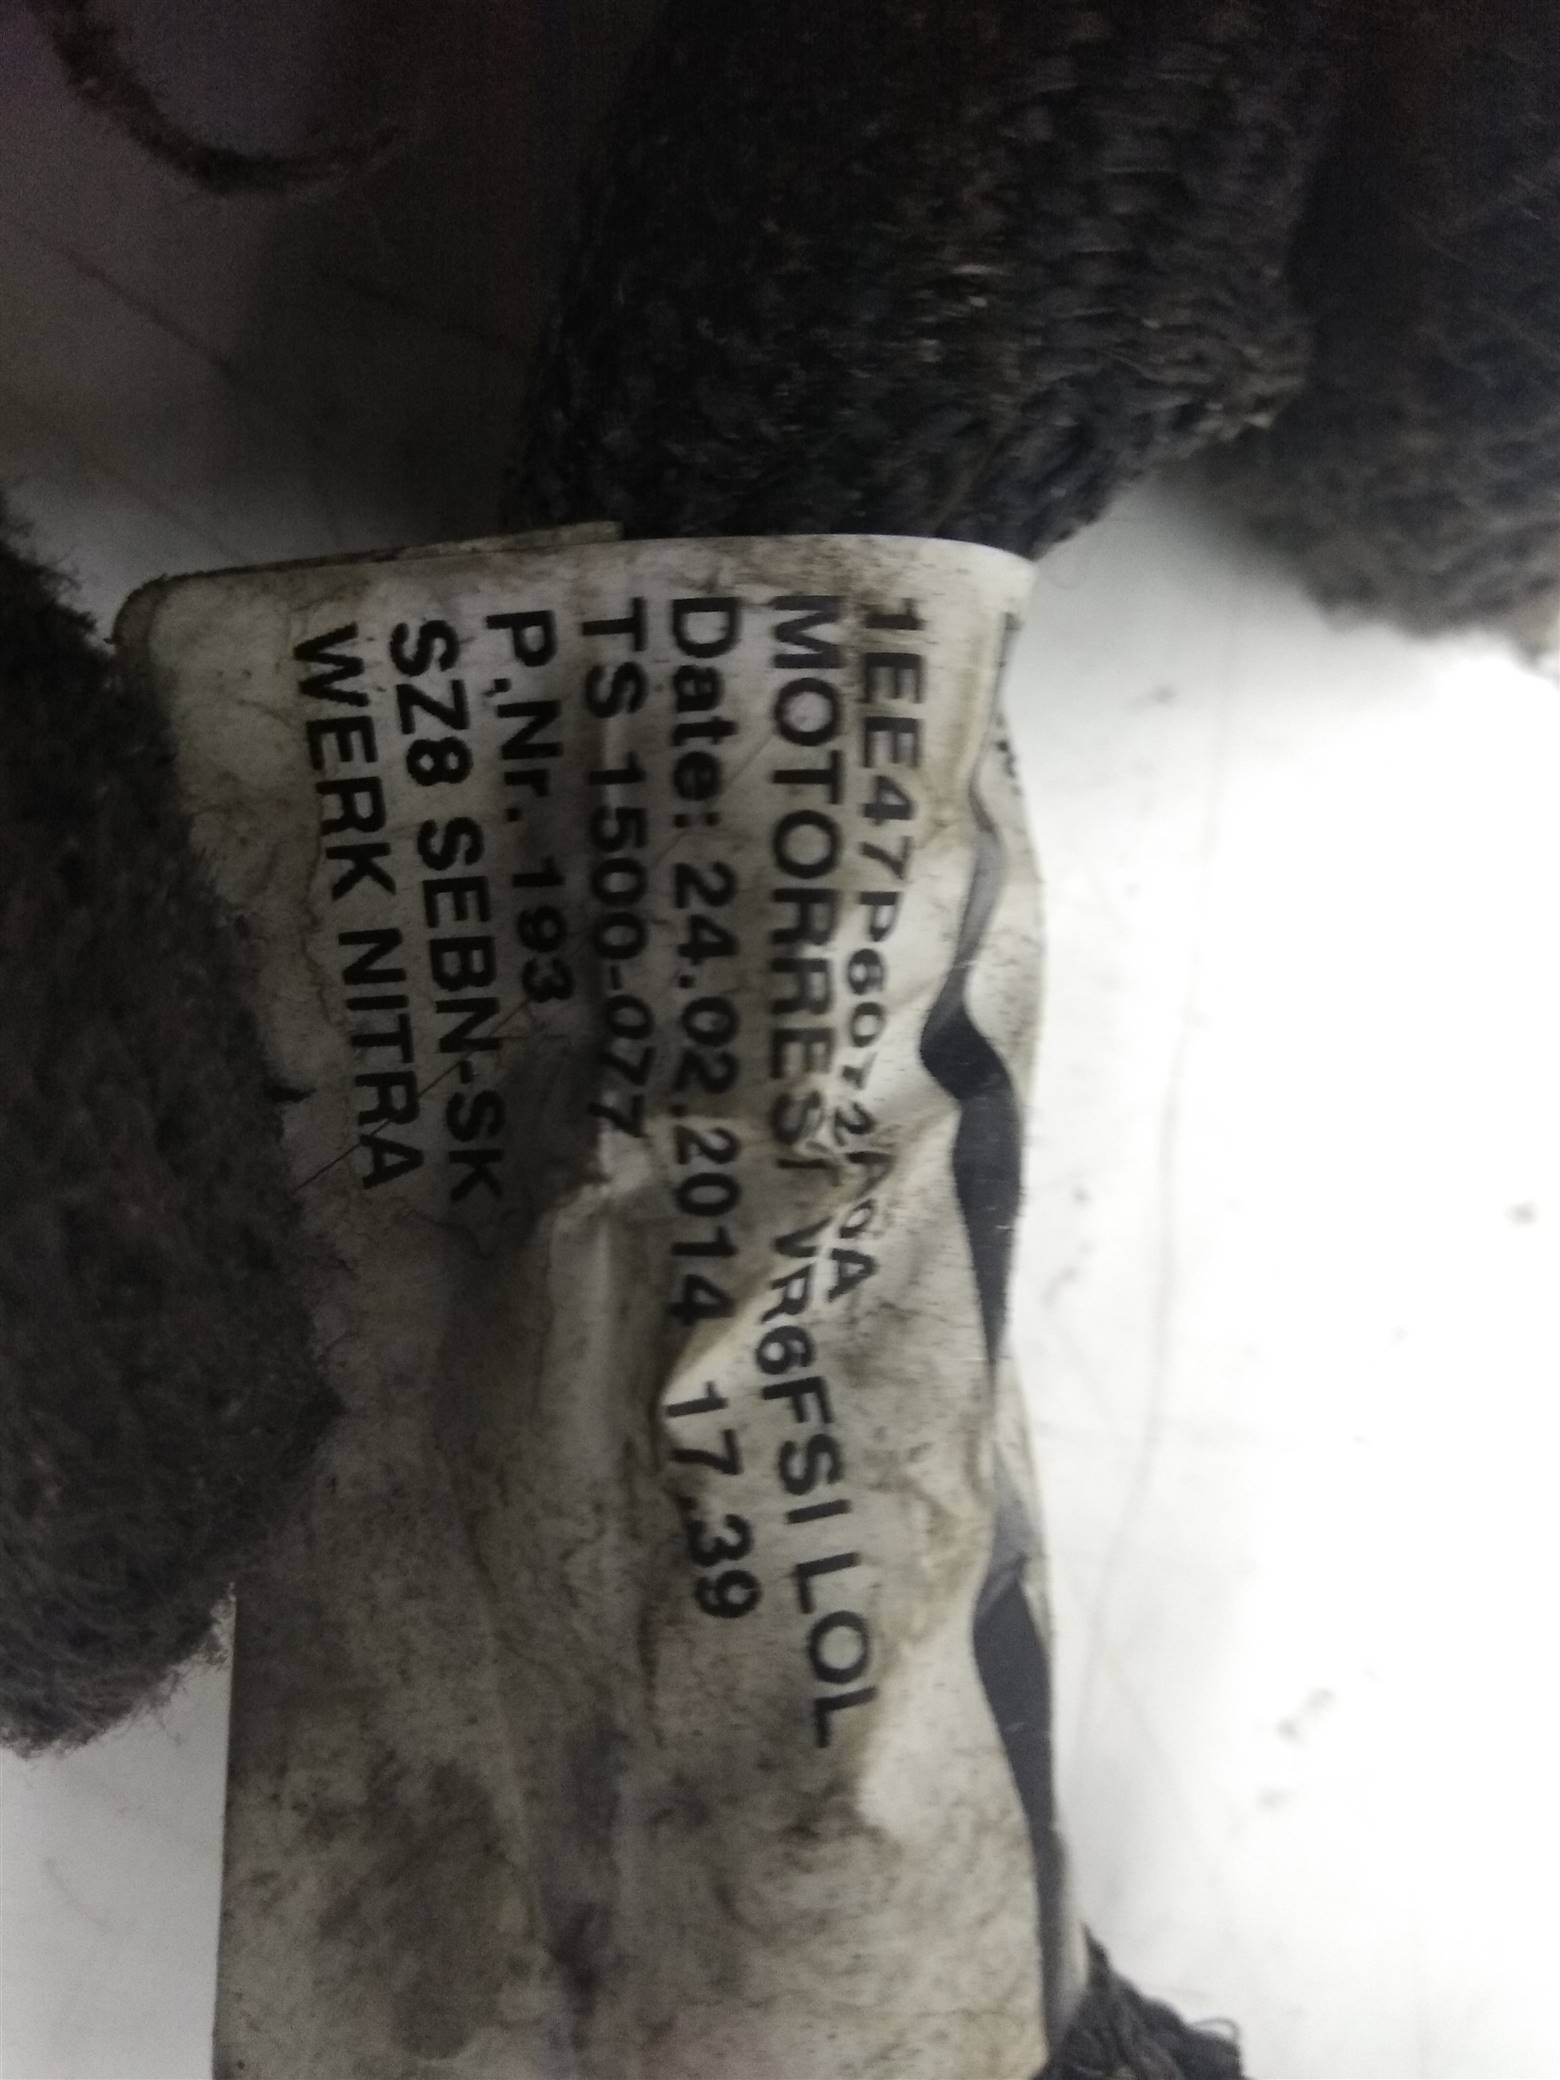 MOTORREST VR6FSI LOL
Date: 24.02.2014 17.39
TS 1500-077
P.Nr. 193
SZ8 SEBN-SK
WERK NITRA